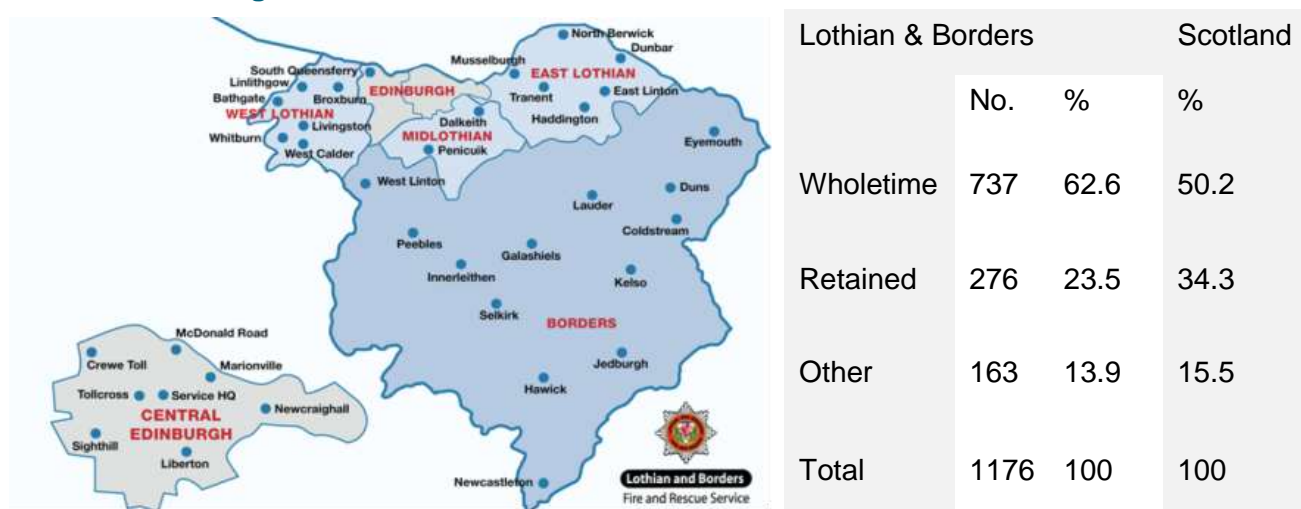 North Berwick
Dunbar
Musselburgh
South Queensferry
Linlithgow
EAST LOTHIAN
EDINBURGH
Bathgate
Broxburn
Tranent
East Linton
WEST LOTHIAN
Livingston
Dalkeith
Haddington
MIDLOTHIAN
Whitburn
West Calder
Penicuik
Eyemouth
West Linton
Duns
Lauder
Coldstream
Peebles
Galashiels
Innerleithen
Kelso
Selkirk
BORDERS
McDonald Road
Crewe Toll
Marionville
Jedburgh
Hawick
Tollcross
Service HQ
Newcraighall
CENTRAL
EDINBURGH
Sighthill
Liberton
Newcastleton
Lothian and Borders
Fire and Rescue Service
Lothian & Borders Scotland
No. % %
Wholetime 737 62.6 50.2
Retained 276 23.5 34.3
Other 163 13.9 15.5
Total 1176 100 100